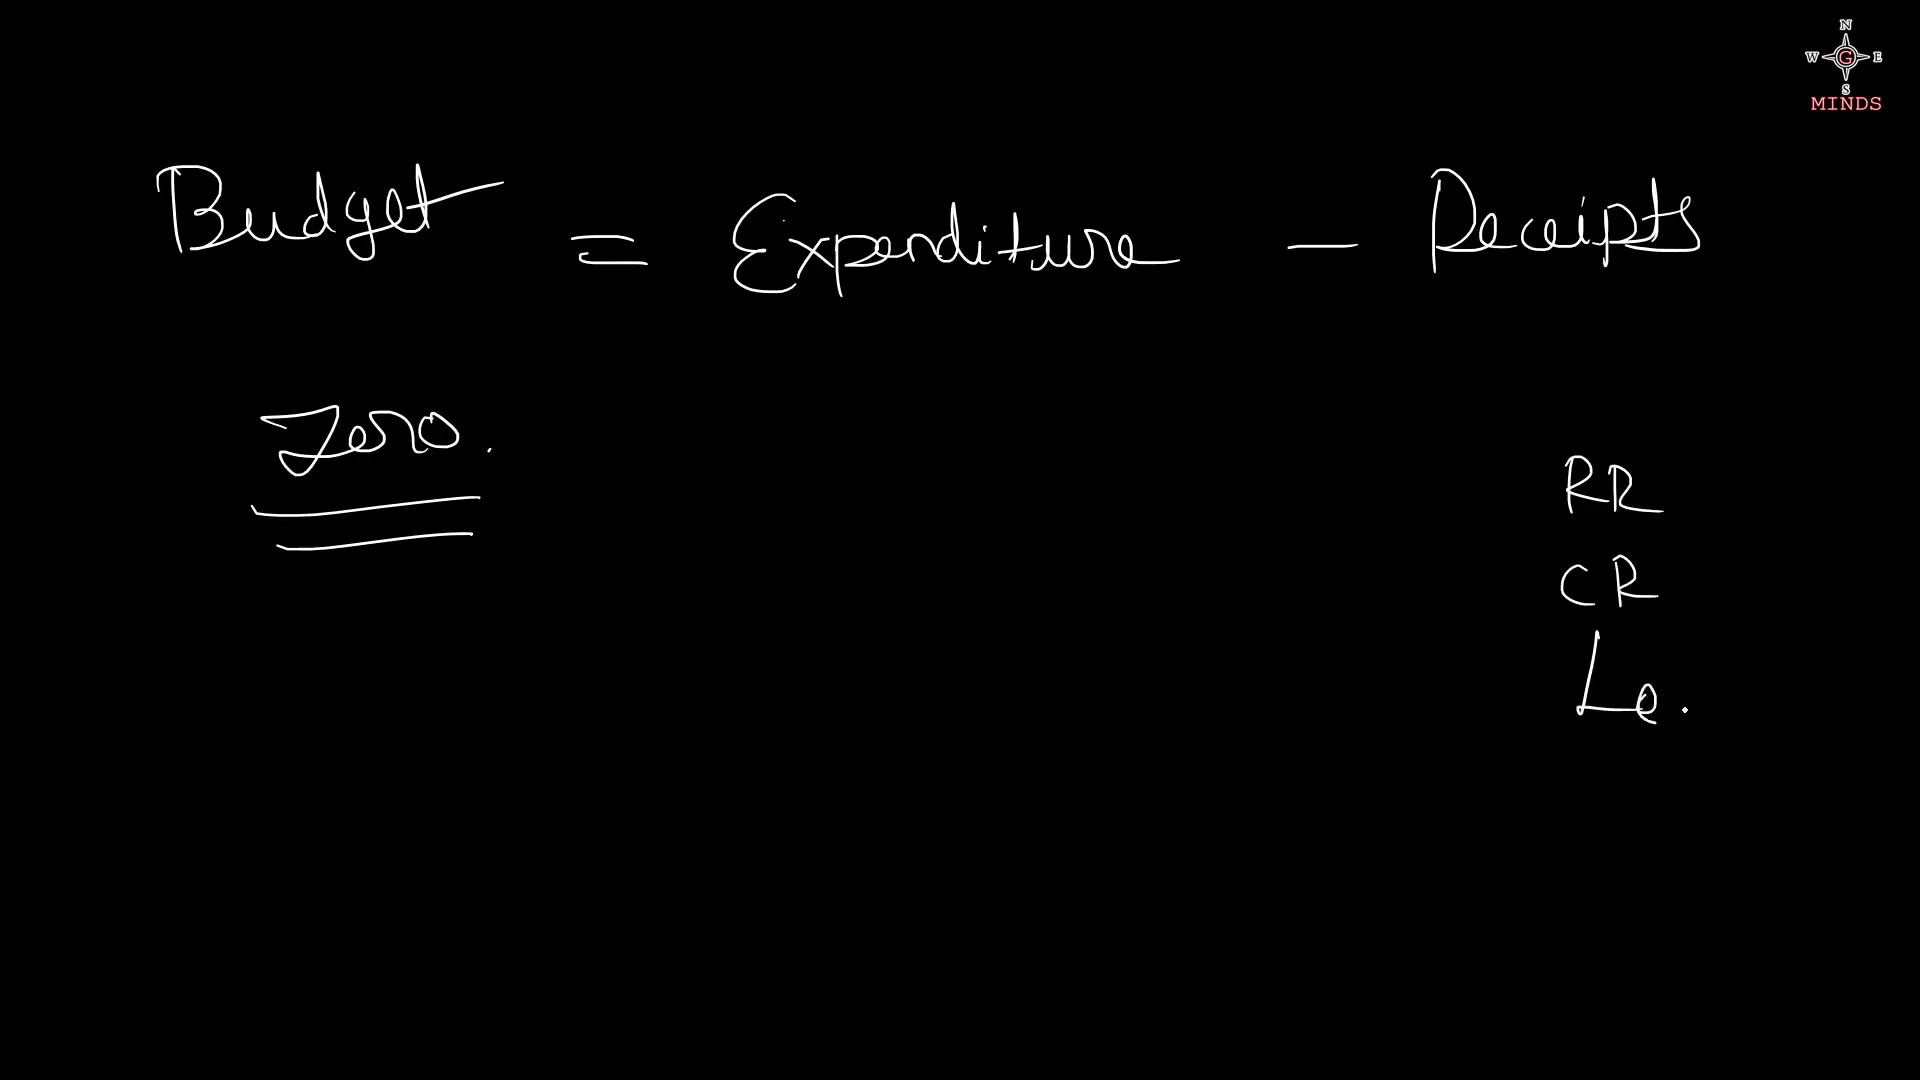 N
W G E
S
MINDS
Budget = Expenditure - Receipts
Zero.
RR
CR
Le.